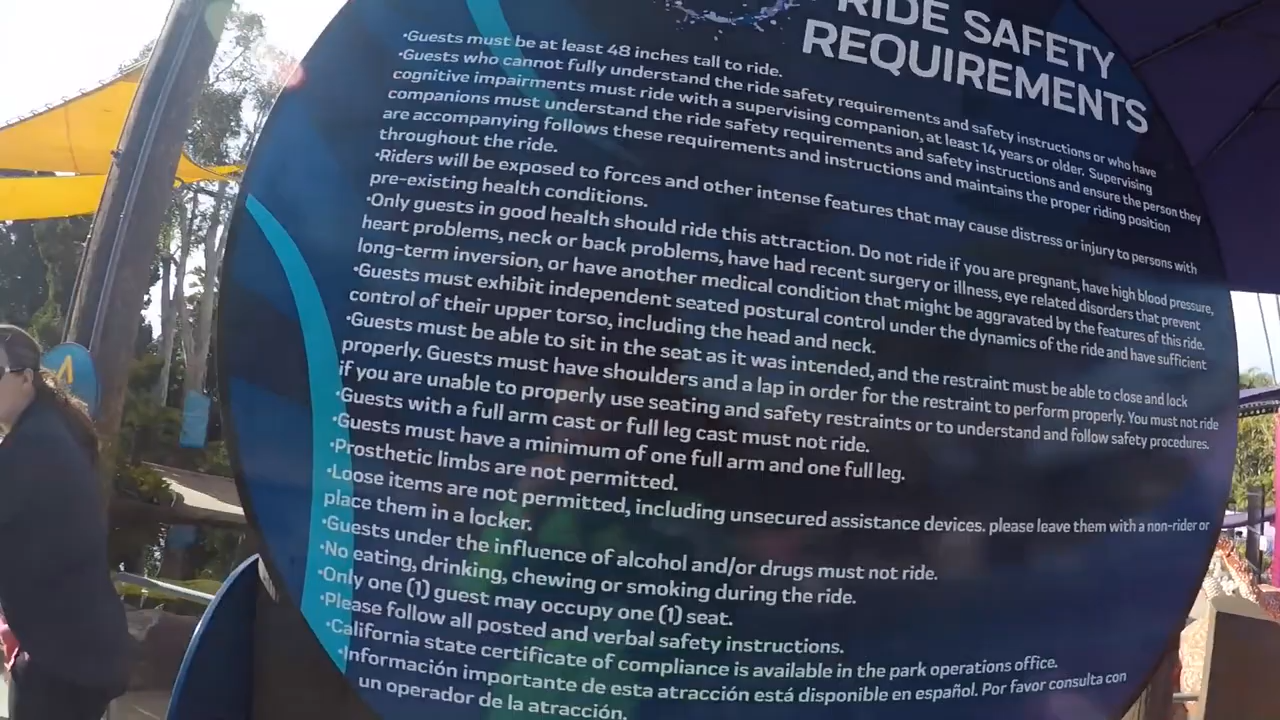 RIDE SAFETY
REQUIREMENTS
•Guests must be at least 48 inches tall to ride.
•Guests who cannot fully understand the ride safety requirements and safety instructions or who have
cognitive impairments must ride with a supervising companion, at least 14 years or older. Supervising
companions must understand the ride safety requirements and safety instructions and ensure the person they
are accompanying follows these requirements and instructions and maintains the proper riding position
throughout the ride.
•Riders will be exposed to forces and other intense features that may cause distress or injury to persons with
pre-existing health conditions.
•Only guests in good health should ride this attraction. Do not ride if you are pregnant, have high blood pressure,
heart problems, neck or back problems, have had recent surgery or illness, eye related disorders that prevent
long-term inversion, or have another medical condition that might be aggravated by the features of this ride.
•Guests must exhibit independent seated postural control under the dynamics of the ride and have sufficient
control of their upper torso, including the head and neck.
•Guests must be able to sit in the seat as it was intended, and the restraint must be able to close and lock
properly. Guests must have shoulders and a lap in order for the restraint to perform properly. You must not ride
if you are unable to properly use seating and safety restraints or to understand and follow safety procedures.
•Guests with a full arm cast or full leg cast must not ride.
•Guests must have a minimum of one full arm and one full leg.
•Prosthetic limbs are not permitted.
•Loose items are not permitted, including unsecured assistance devices. please leave them with a non-rider or
place them in a locker.
•Guests under the influence of alcohol and/or drugs must not ride.
•No eating, drinking, chewing or smoking during the ride.
•Only one (1) guest may occupy one (1) seat.
•Please follow all posted and verbal safety instructions.
•California state certificate of compliance is available in the park operations office.
•Información importante de esta atracción está disponible en español. Por favor consulta con
un operador de la atracción.